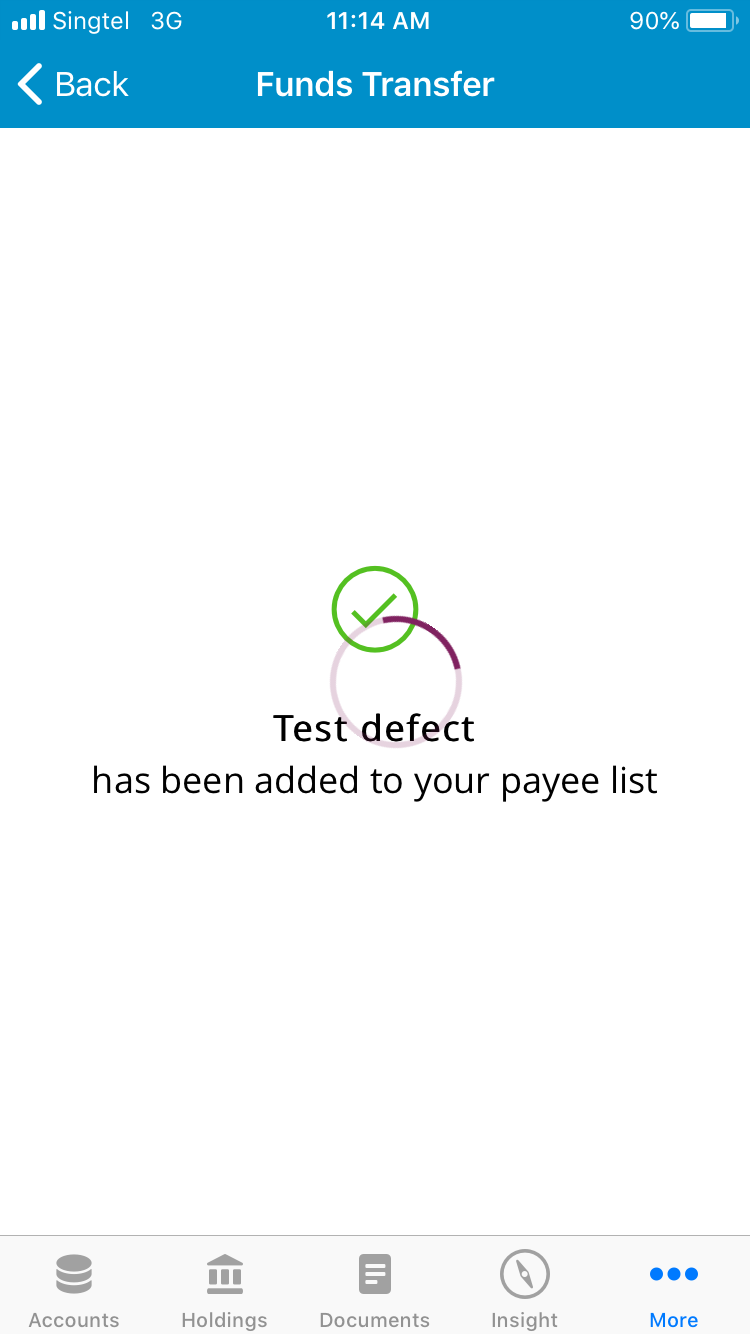 Singtel 3G 11:14 AM 90%
Back Funds Transfer
Test defect
has been added to your payee list
Accounts Holdings Documents Insight More